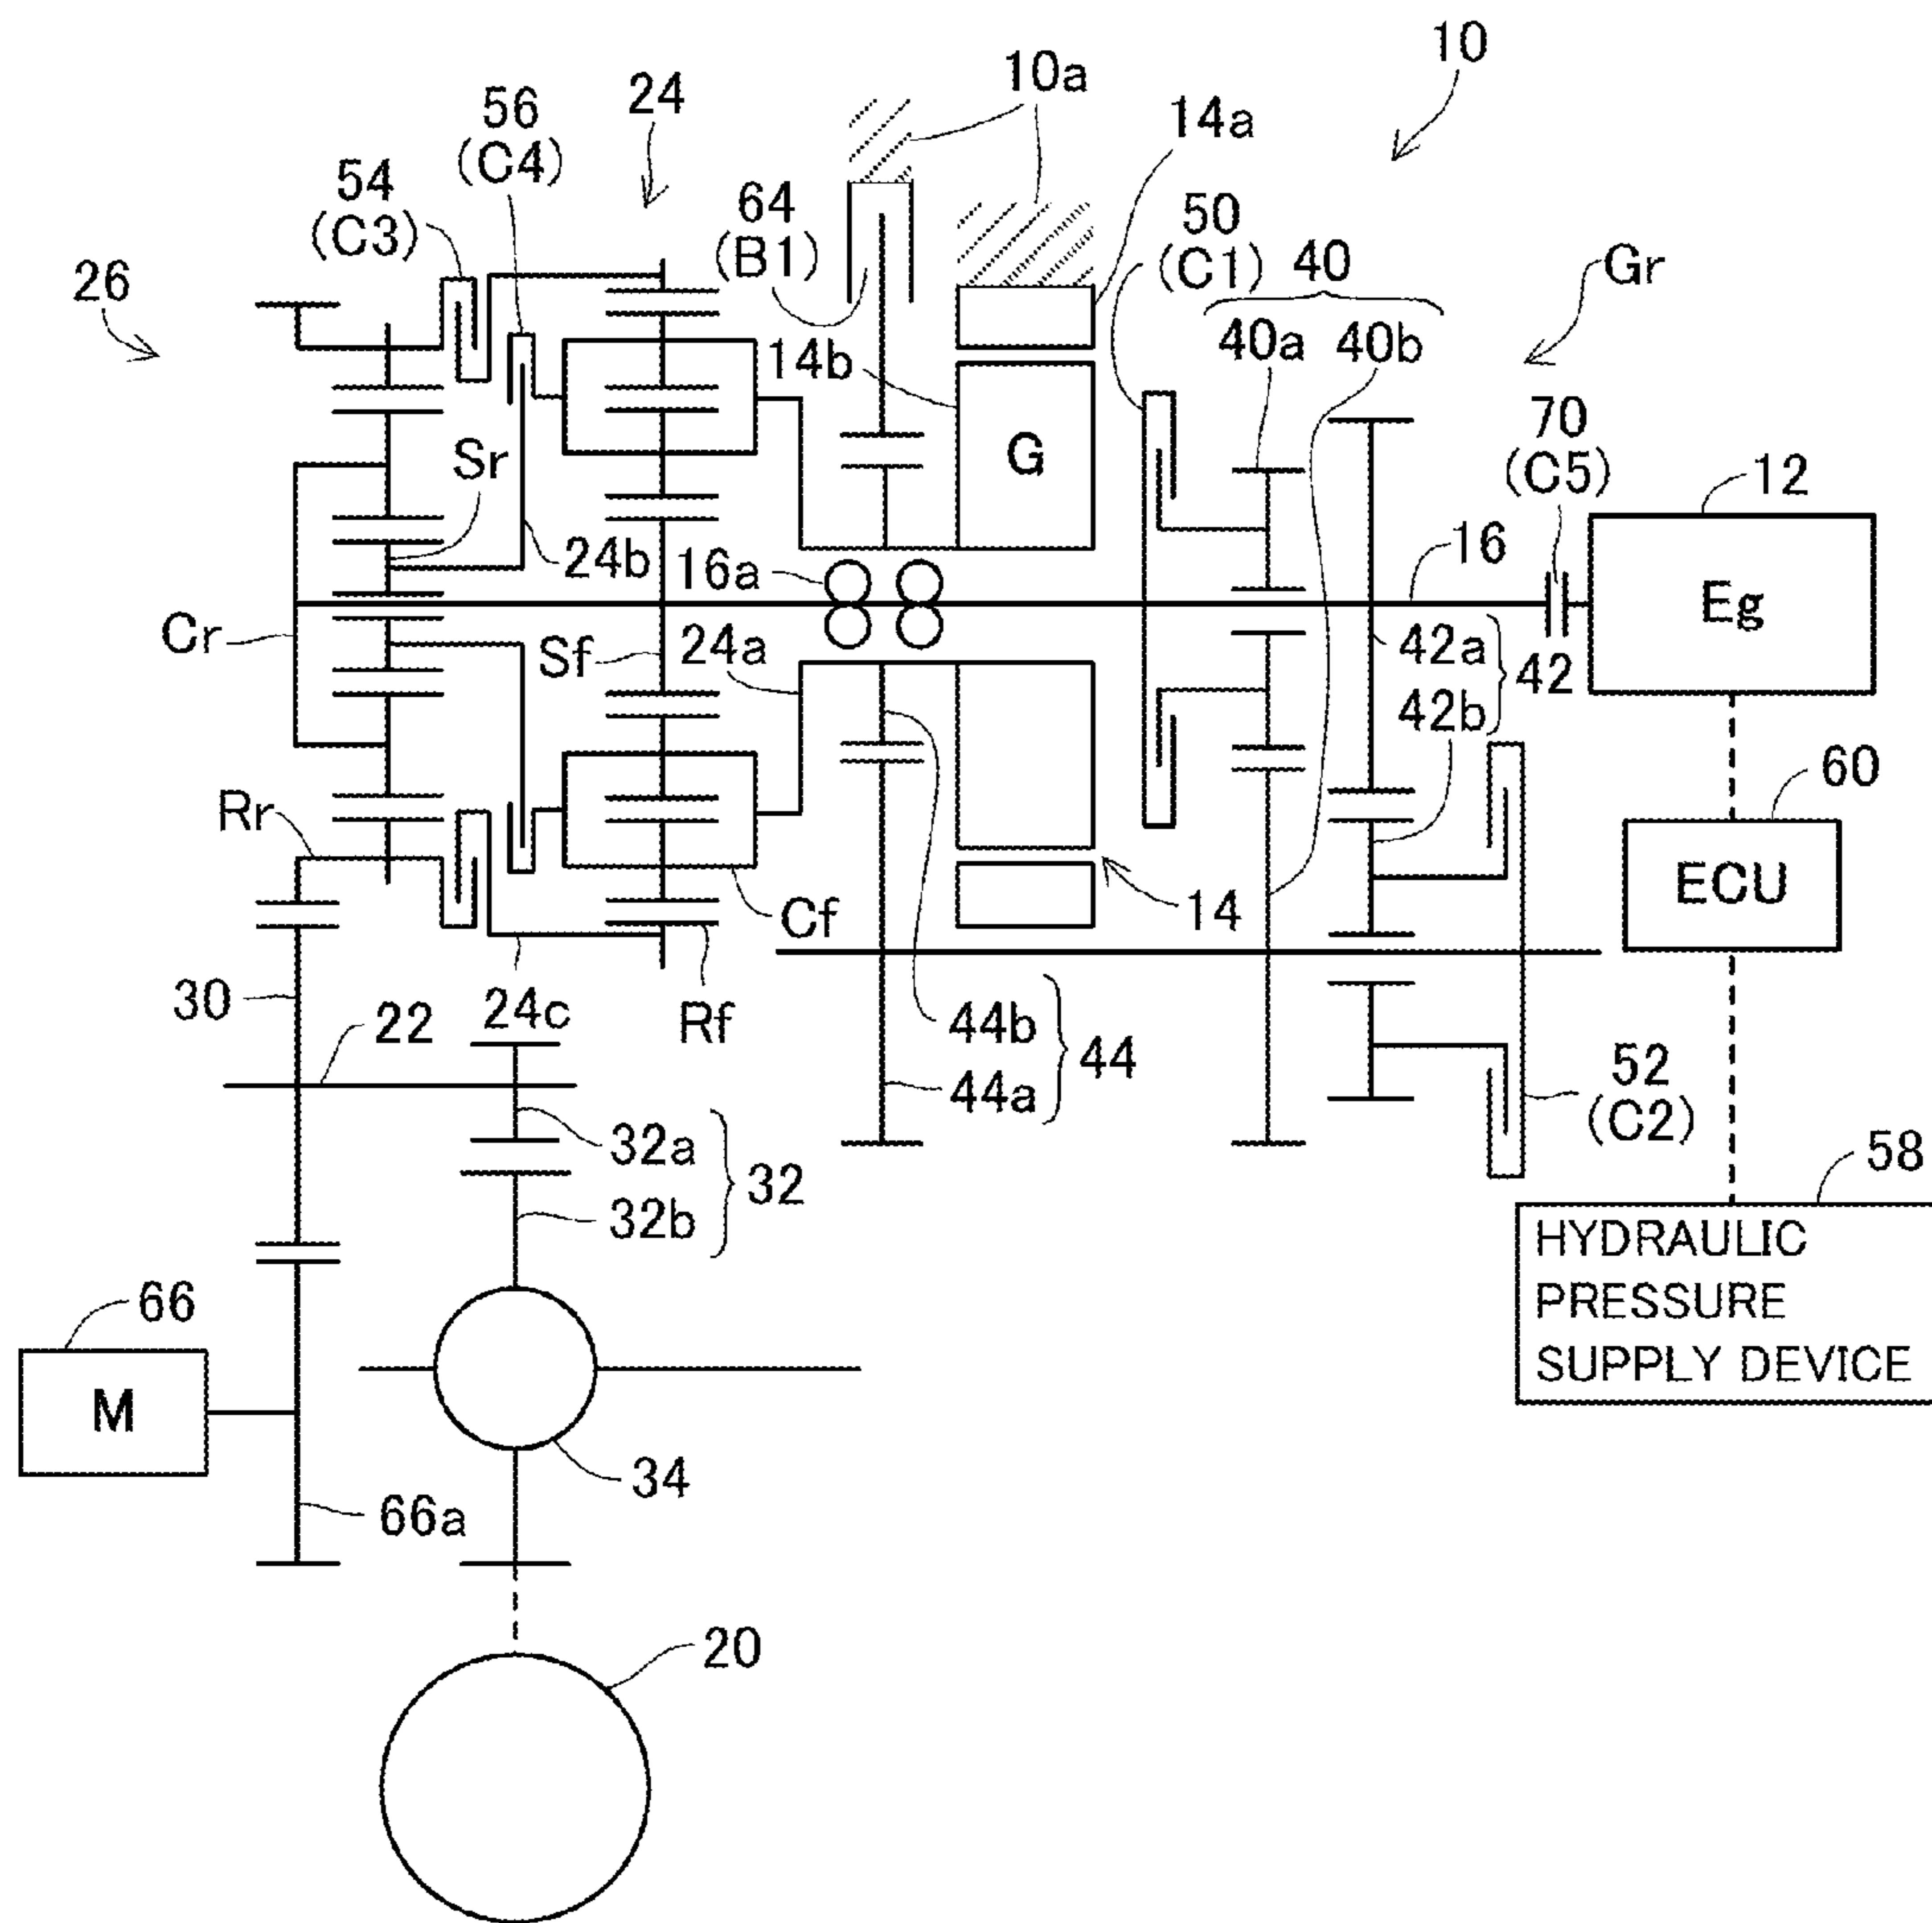 10
10a
24
56
(C4)
14a
54
(C3)
64
(B1)
50
(C1)
40
Gr
26
40a
40b
14b
70
(C5)
G
Sr
12
16
24b
16a
Eg
Cr
Sf
24a
42a
42
42b
60
Rr
ECU
Cf
14
30
22
24c
Rf
44b
44
44a
52
(C2)
32a
32
32b
58
HYDRAULIC
PRESSURE
SUPPLY DEVICE
66
M
34
66a
20